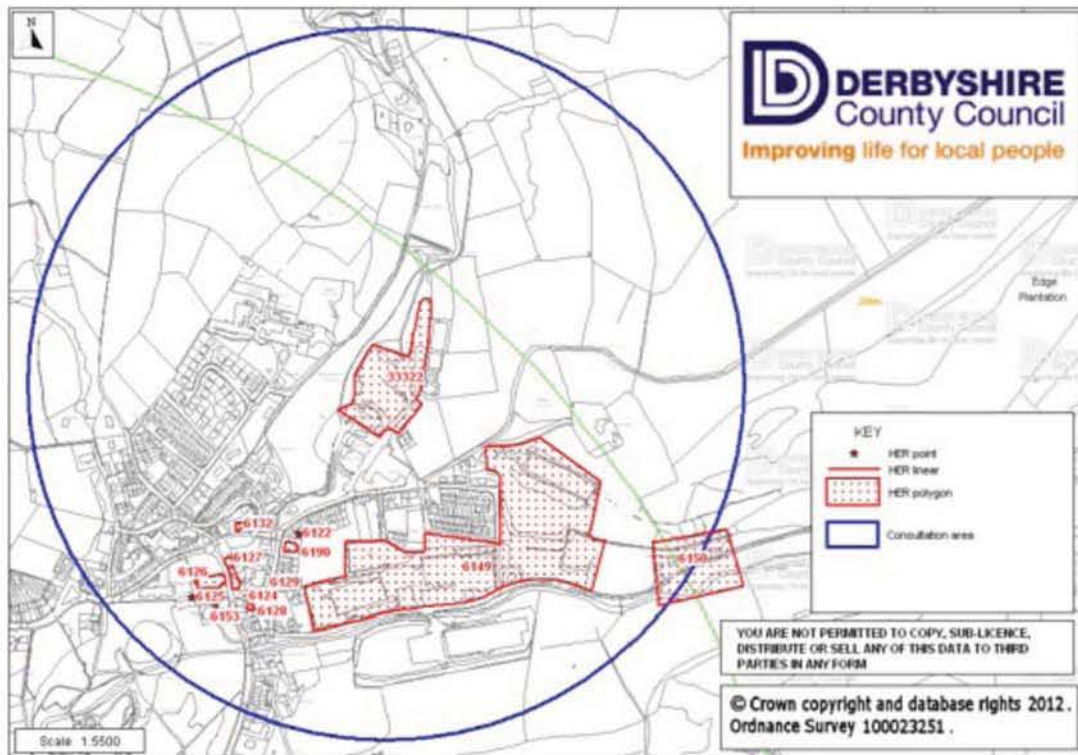 N
DERBYSHIRE
County Council
Improving life for local people
Edge
Plantation
33322
6132
6122
6190
6127
6126
6129
6149
6150
6125
6124
6128
6153
KEY
HER point
HER linear
HER polygon
Consultation area
YOU ARE NOT PERMITTED TO COPY, SUB-LICENCE,
DISTRIBUTE OR SELL ANY OF THIS DATA TO THIRD
PARTIES IN ANY FORM
© Crown copyright and database rights 2012.
Ordnance Survey 100023251.
Scale 1:5500